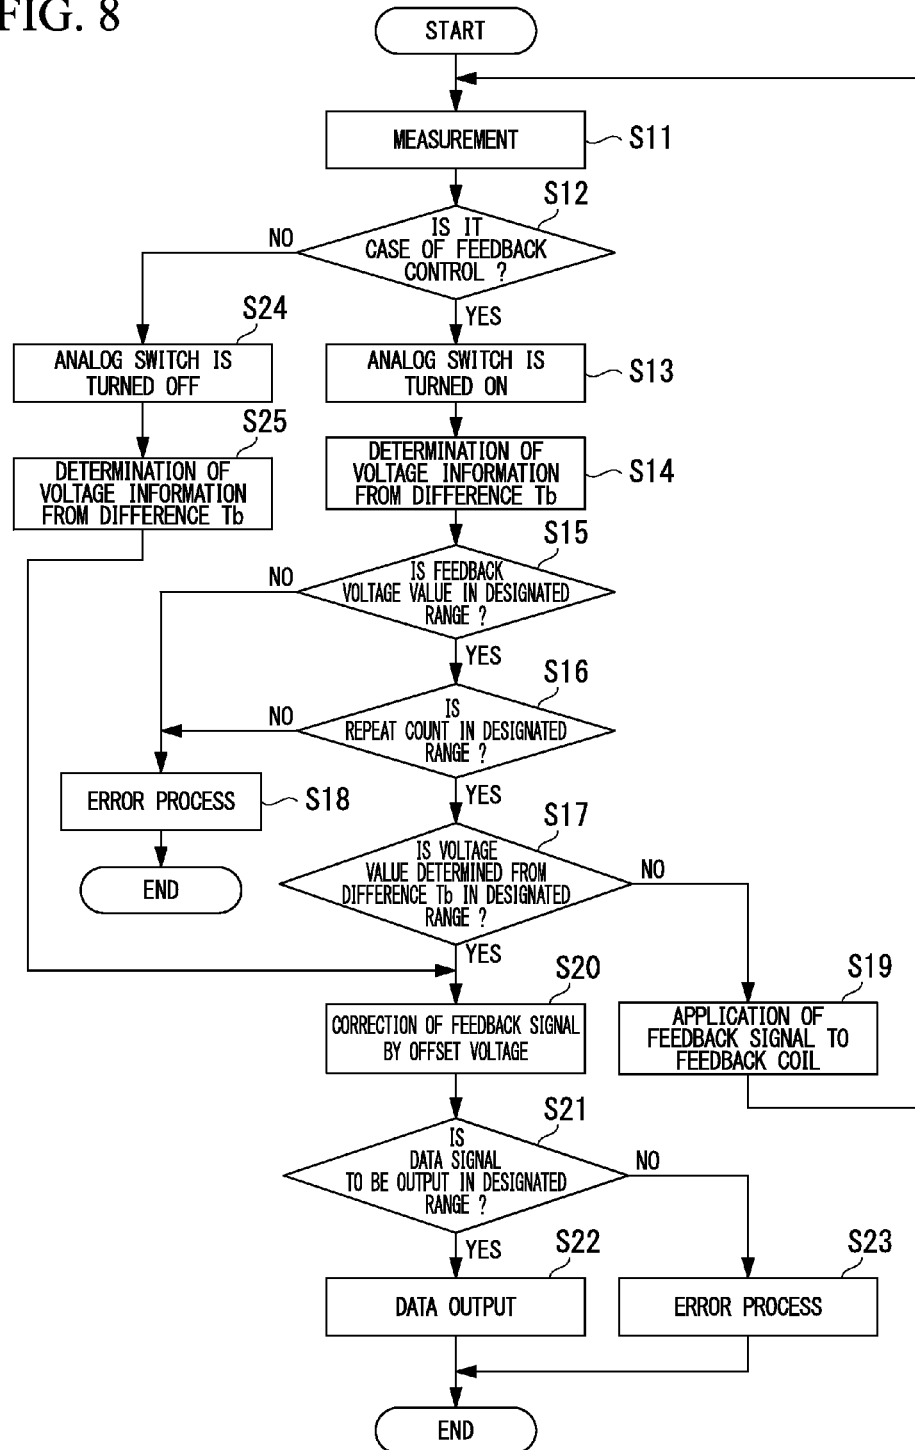 FIG. 8
START
MEASUREMENT
S11
S12
IS IT
CASE OF FEEDBACK
CONTROL ?
NO
YES
S24
ANALOG SWITCH IS
TURNED OFF
ANALOG SWITCH IS
TURNED ON
S13
S25
DETERMINATION OF
VOLTAGE INFORMATION
FROM DIFFERENCE Tb
DETERMINATION OF
VOLTAGE INFORMATION
FROM DIFFERENCE Tb
S14
S15
IS FEEDBACK
VOLTAGE VALUE IN DESIGNATED
RANGE ?
NO
YES
S16
IS
REPEAT COUNT IN DESIGNATED
RANGE ?
NO
YES
ERROR PROCESS
S18
END
S17
IS VOLTAGE
VALUE DETERMINED FROM
DIFFERENCE Tb IN DESIGNATED
RANGE ?
NO
YES
S20
CORRECTION OF FEEDBACK SIGNAL
BY OFFSET VOLTAGE
S19
APPLICATION OF
FEEDBACK SIGNAL TO
FEEDBACK COIL
S21
IS
DATA SIGNAL
TO BE OUTPUT IN DESIGNATED
RANGE ?
NO
YES
S22
DATA OUTPUT
S23
ERROR PROCESS
END